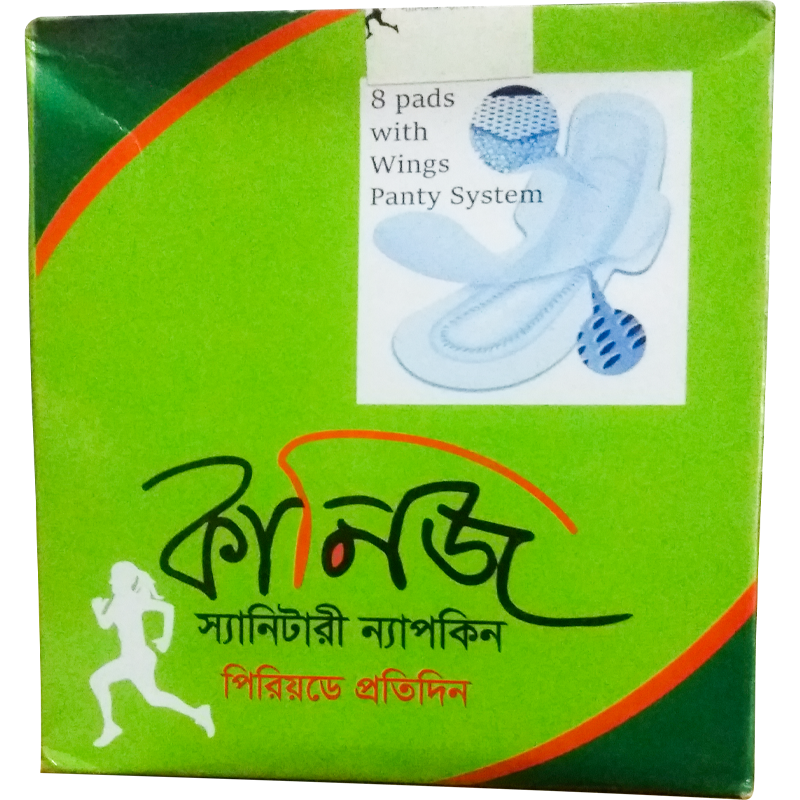 8 pads
with
Wings
Panty System
কানিজ
স্যানিটারী ন্যাপকিন
পিরিয়ডে প্রতিদিন